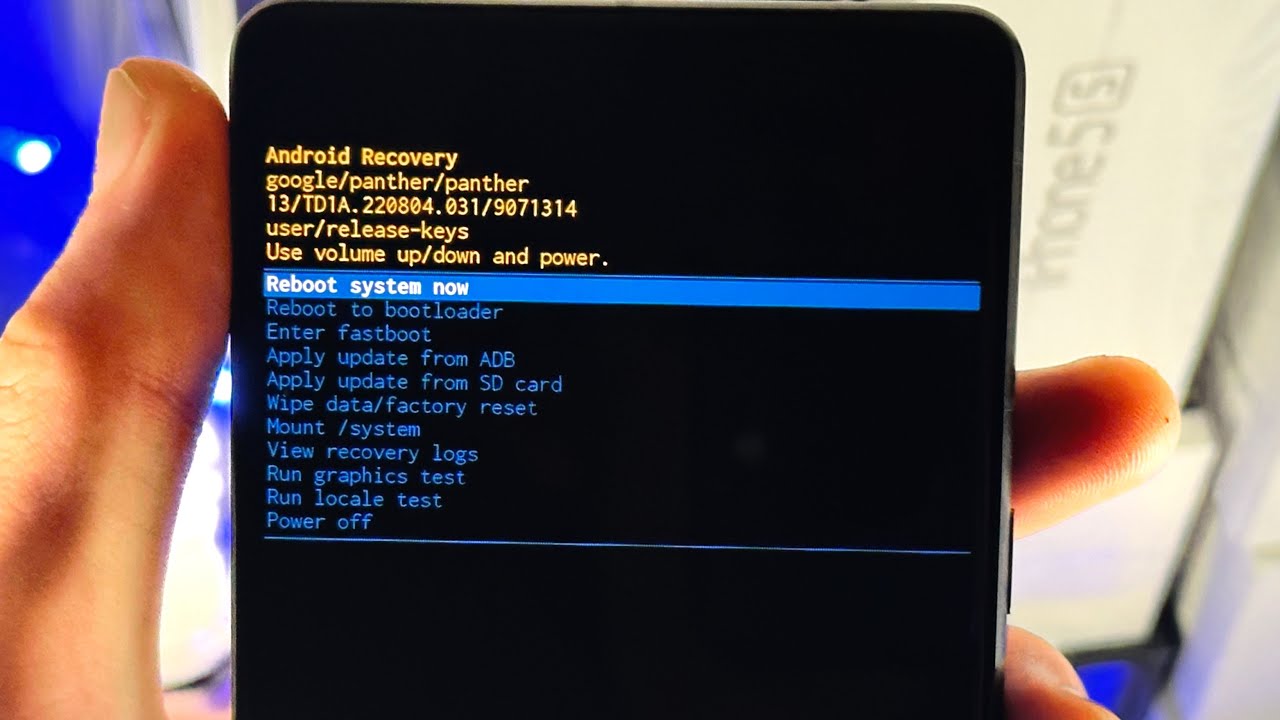 Android Recovery
google/panther/panther
13/TD1A.220804.031/9071314
user/release-keys
Use volume up/down and power.
Reboot system now
Reboot to bootloader
Enter fastboot
Apply update from ADB
Apply update from SD card
Wipe data/factory reset
Mount /system
View recovery logs
Run graphics test
Run locale test
Power off
iPhone 5s